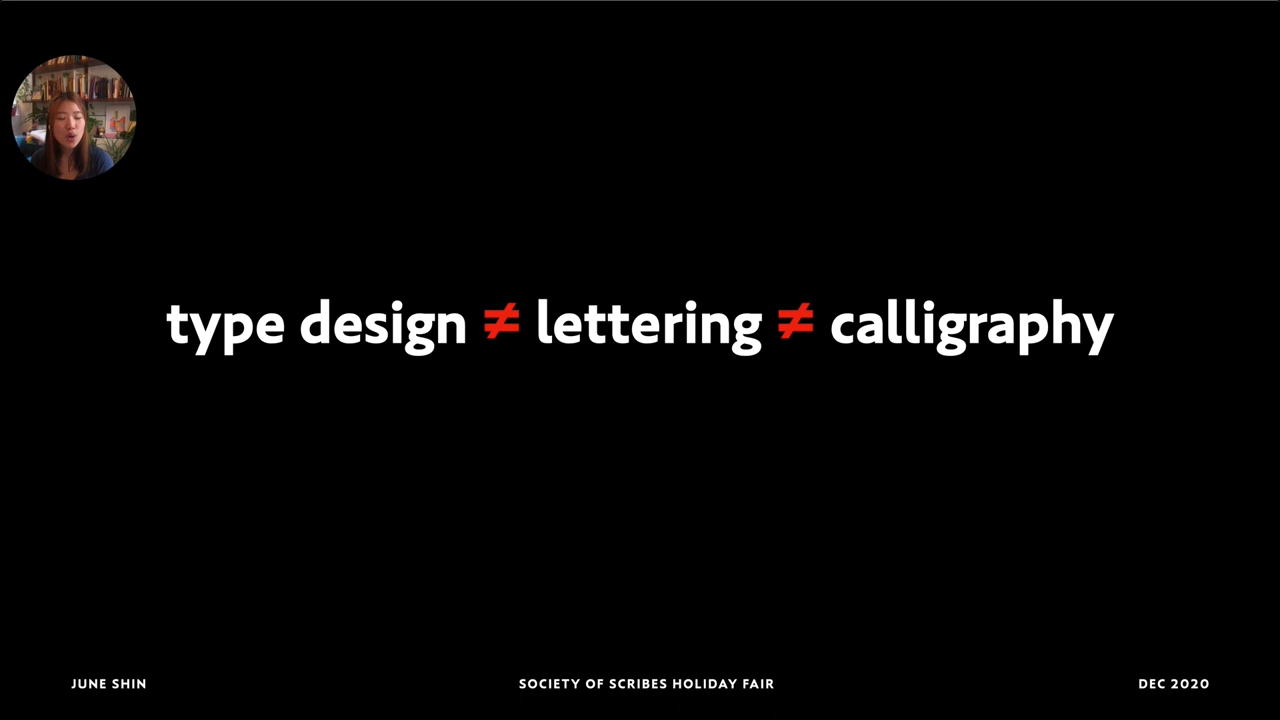 type design ≠ lettering ≠ calligraphy
JUNE SHIN
SOCIETY OF SCRIBES HOLIDAY FAIR
DEC 2020